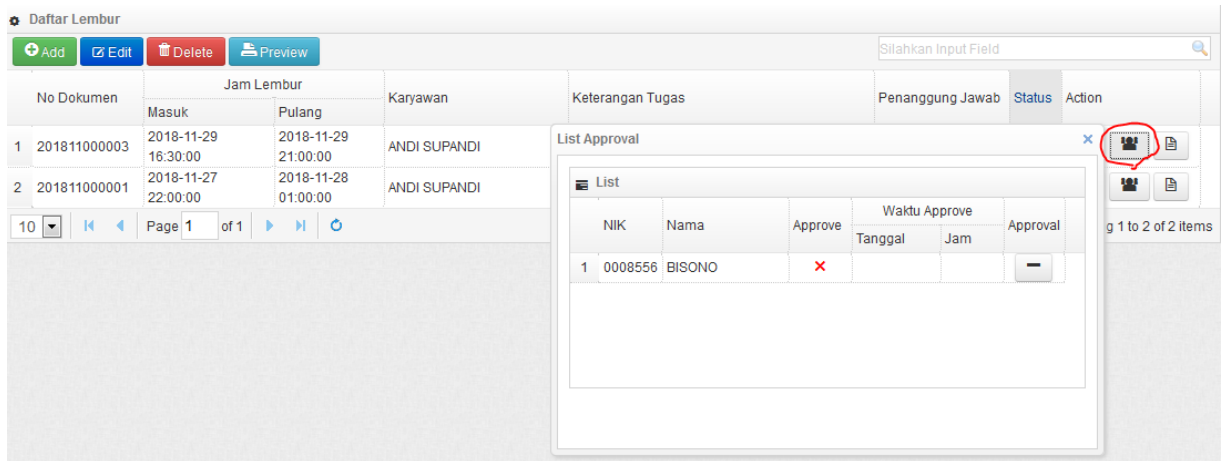 Daftar Lembur
Add Edit Delete Preview Silahkan Input Field
No Dokumen Jam Lembur Karyawan Keterangan Tugas Penanggung Jawab Status Action
Masuk Pulang
1 201811000003 2018-11-29 16:30:00 2018-11-29 21:00:00 ANDI SUPANDI
2 201811000001 2018-11-27 22:00:00 2018-11-28 01:00:00 ANDI SUPANDI
10 Page 1 of 1 g 1 to 2 of 2 items
List Approval ×
List
NIK Nama Approve Waktu Approve Approval
Tanggal Jam
1 0008556 BISONO